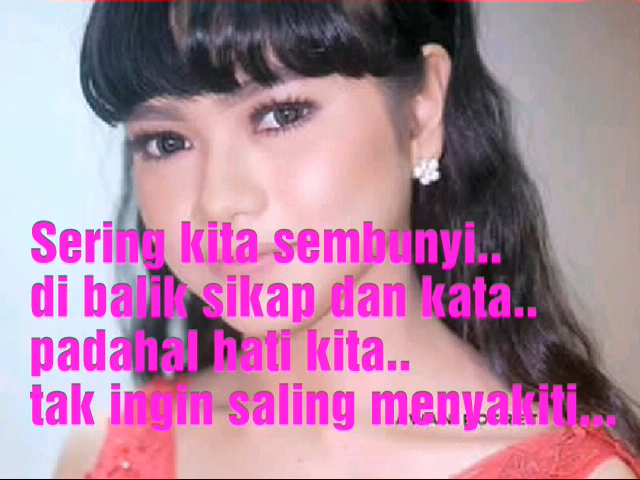 Sering kita sembunyi..
di balik sikap dan kata..
padahal hati kita..
tak ingin saling menyakiti...